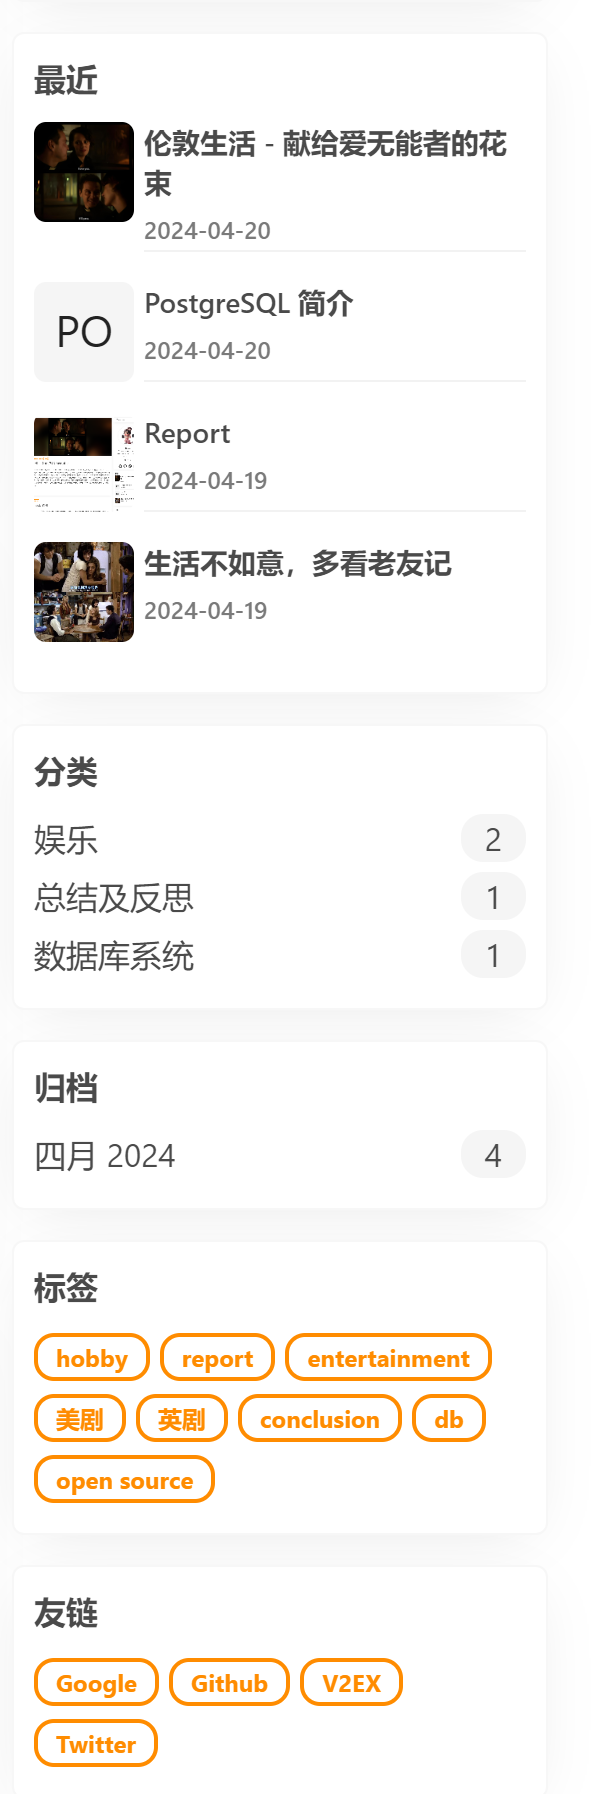 最近
伦敦生活 - 献给爱无能者的花
束
2024-04-20
PO
PostgreSQL 简介
2024-04-20
Report
2024-04-19
生活不如意，多看老友记
2024-04-19
分类
娱乐 2
总结及反思 1
数据库系统 1
归档
四月 2024 4
标签
hobby report entertainment
美剧 英剧 conclusion db
open source
友链
Google Github V2EX
Twitter